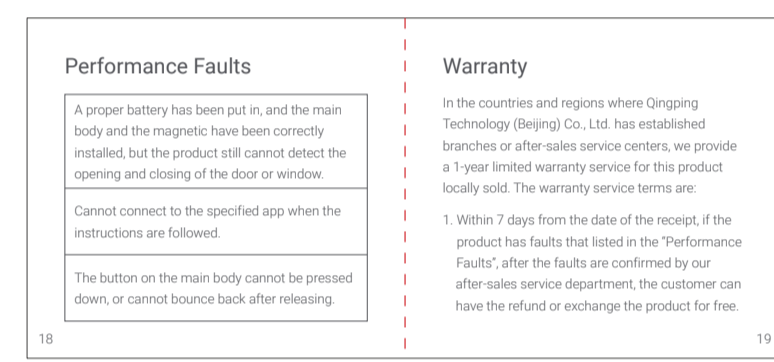 Performance Faults
A proper battery has been put in, and the main
body and the magnetic have been correctly
installed, but the product still cannot detect the
opening and closing of the door or window.
Cannot connect to the specified app when the
instructions are followed.
The button on the main body cannot be pressed
down, or cannot bounce back after releasing.
18
Warranty
In the countries and regions where Qingping
Technology (Beijing) Co., Ltd. has established
branches or after-sales service centers, we provide
a 1-year limited warranty service for this product
locally sold. The warranty service terms are:
1. Within 7 days from the date of the receipt, if the
product has faults that listed in the “Performance
Faults”, after the faults are confirmed by our
after-sales service department, the customer can
have the refund or exchange the product for free.
19